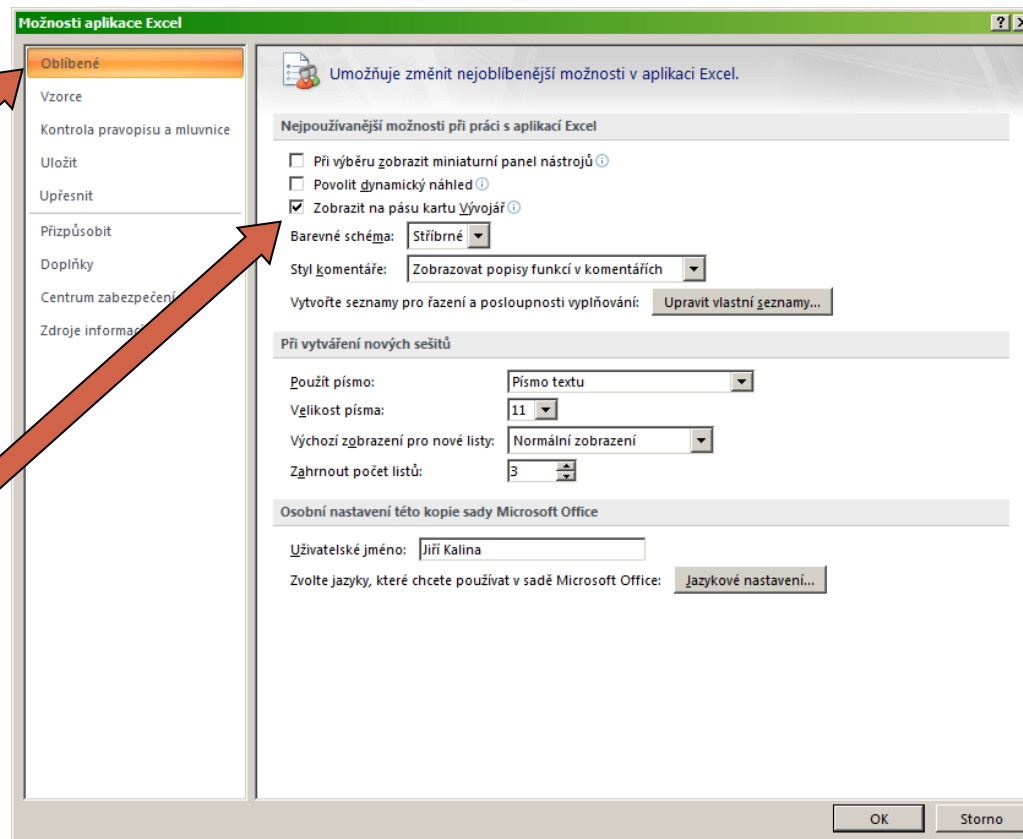 Možnosti aplikace Excel
Oblíbené
Vzorce
Kontrola pravopisu a mluvnice
Uložit
Upřesnit
Přizpůsobit
Doplňky
Centrum zabezpečení
Zdroje informac
Umožňuje změnit nejoblíbenější možnosti v aplikaci Excel.
Nejpoužívanější možnosti při práci s aplikací Excel
Při výběru zobrazit miniaturní panel nástrojů
Povolit dynamický náhled
Zobrazit na pásu kartu Vývojář
Barevné schéma: Stříbrné
Styl komentáře: Zobrazovat popisy funkcí v komentářích
Vytvořte seznamy pro řazení a posloupnosti vyplňování: Upravit vlastní seznamy...
Při vytváření nových sešitů
Použít písmo: Písmo textu
Velikost písma: 11
Výchozí zobrazení pro nové listy: Normální zobrazení
Zahrnout počet listů: 3
Osobní nastavení této kopie sady Microsoft Office
Uživatelské jméno: Jiří Kalina
Zvolte jazyky, které chcete používat v sadě Microsoft Office: Jazykové nastavení...
OK Storno